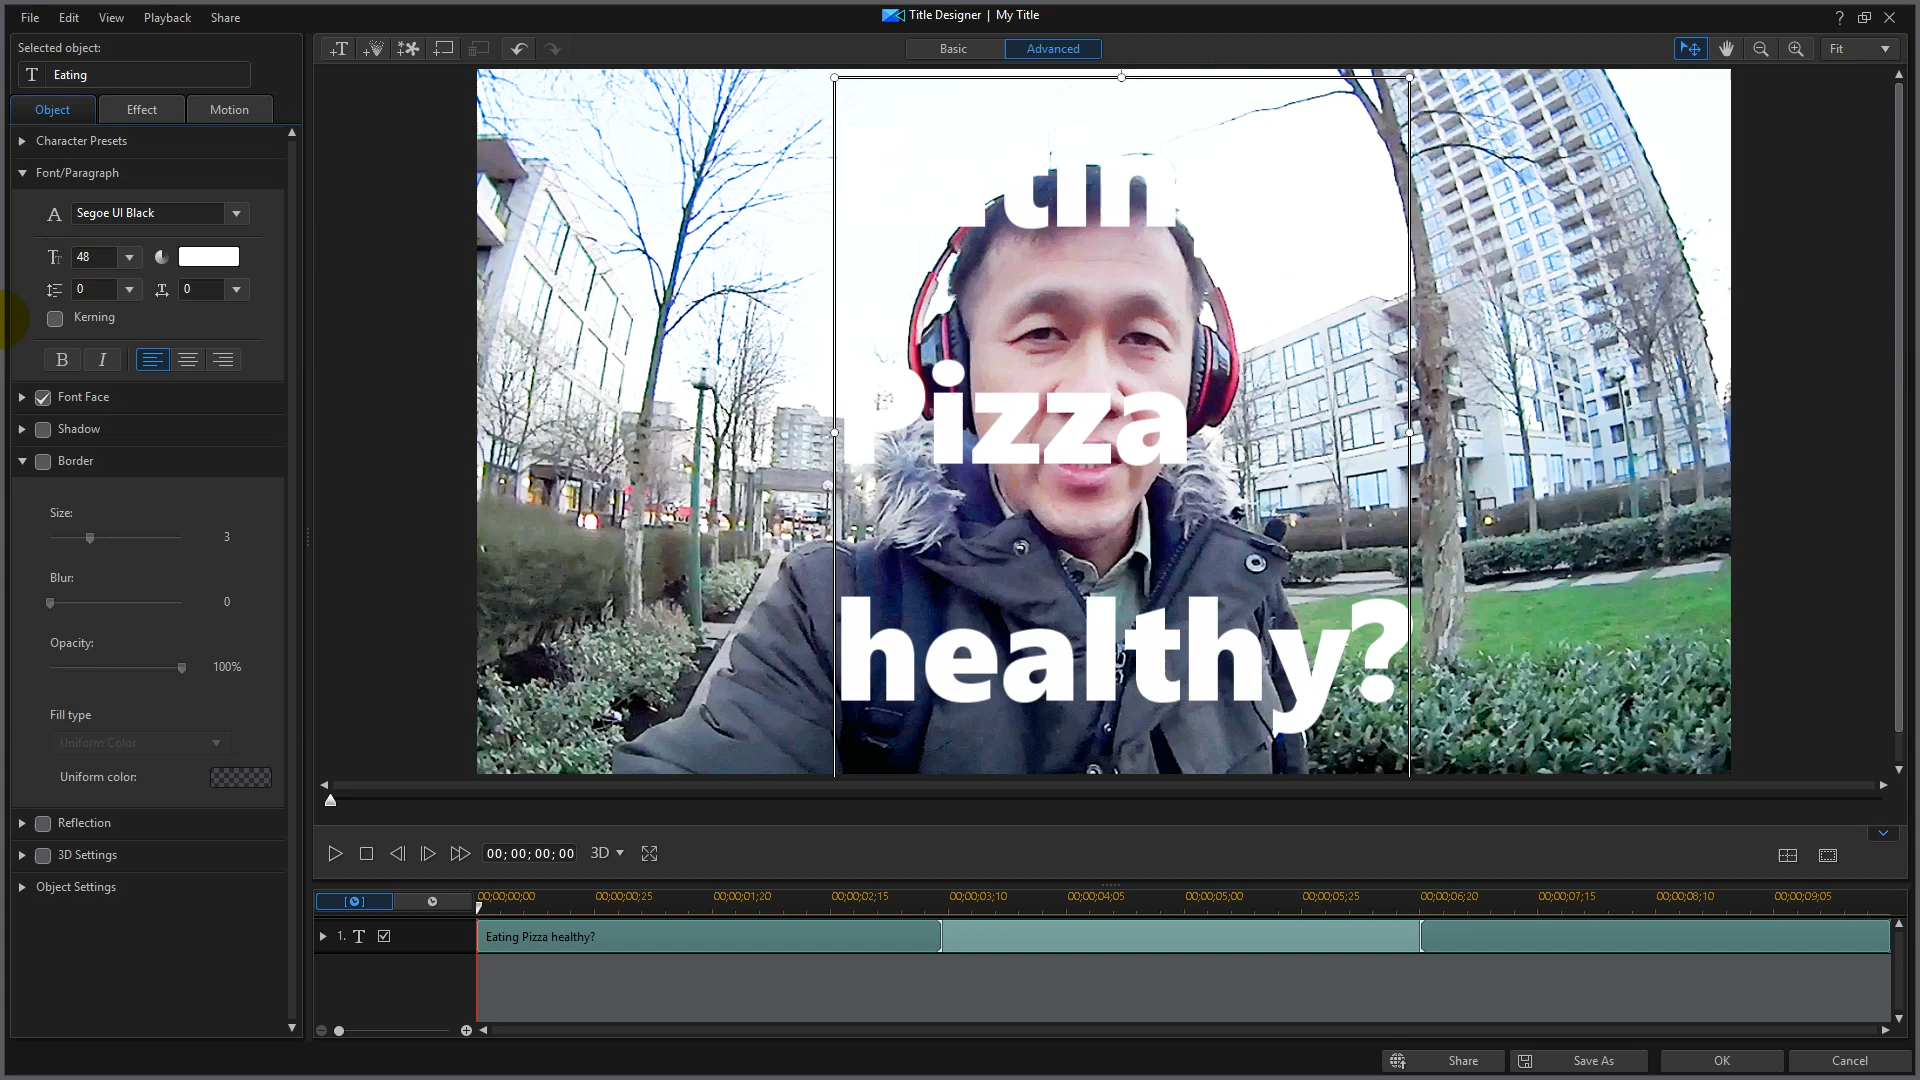 File Edit View Playback Share
Title Designer | My Title
?
Selected object:
T Eating
Object Effect Motion
Character Presets
Font/Paragraph
A Segoe UI Black
48
0 0
Kerning
B I
Font Face
Shadow
Border
Size:
3
Blur:
0
Opacity:
100%
Fill type
Uniform Color
Uniform color:
Reflection
3D Settings
Object Settings
Basic Advanced
Fit
Eatin
Pizza
healthy?
00;00;00;00
3D
00;00;00;00 00;00;00;25 00;00;01;20 00;00;02;15 00;00;03;10 00;00;04;05 00;00;05;00 00;00;05;25 00;00;06;20 00;00;07;15 00;00;08;10 00;00;09;05
1. T Eating Pizza healthy?
Share Save As OK Cancel